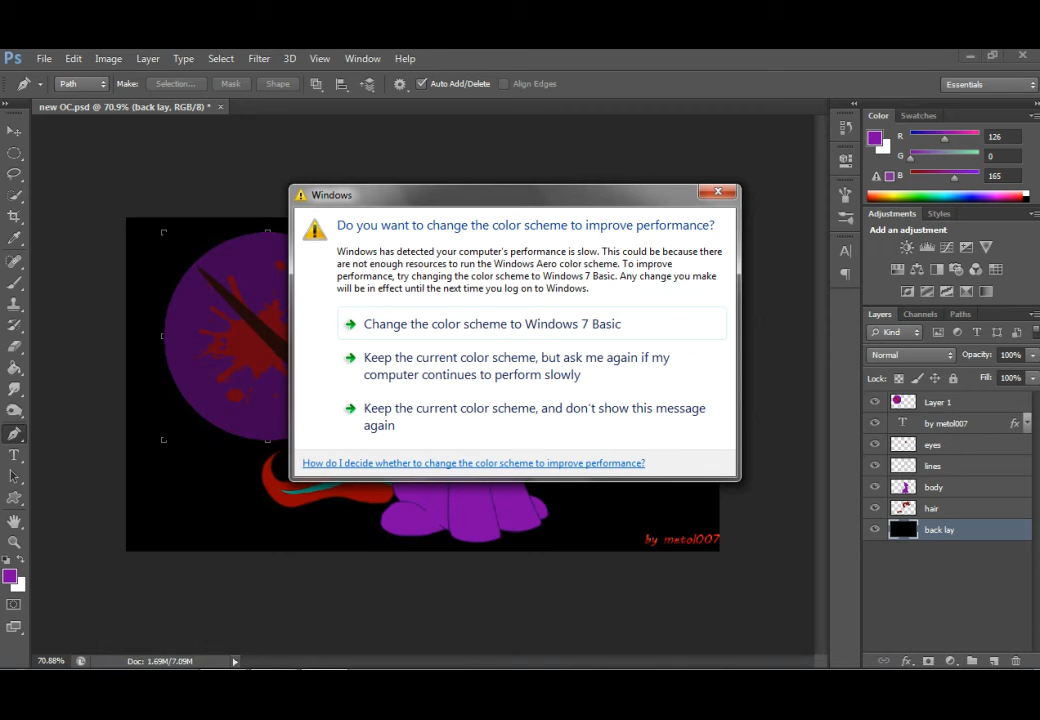 Ps File Edit Image Layer Type Select Filter 3D View Window Help
Path Make: Selection... Mask Shape Auto Add/Delete Align Edges Essentials
new OC.psd @ 70.9% (back lay, RGB/8) * ×
Color Swatches
R 126
G 0
B 165
Adjustments Styles
Add an adjustment
Layers Channels Paths
Kind
Normal Opacity: 100%
Lock: Fill: 100%
Layer 1
T by metol007 fx
eyes
lines
body
hair
back lay
Windows
Do you want to change the color scheme to improve performance?
Windows has detected your computer's performance is slow. This could be because there
are not enough resources to run the Windows Aero color scheme. To improve
performance, try changing the color scheme to Windows 7 Basic. Any change you make
will be in effect until the next time you log on to Windows.
Change the color scheme to Windows 7 Basic
Keep the current color scheme, but ask me again if my
computer continues to perform slowly
Keep the current color scheme, and don't show this message
again
How do I decide whether to change the color scheme to improve performance?
by metol007
70.88% Doc: 1.69M/7.09M